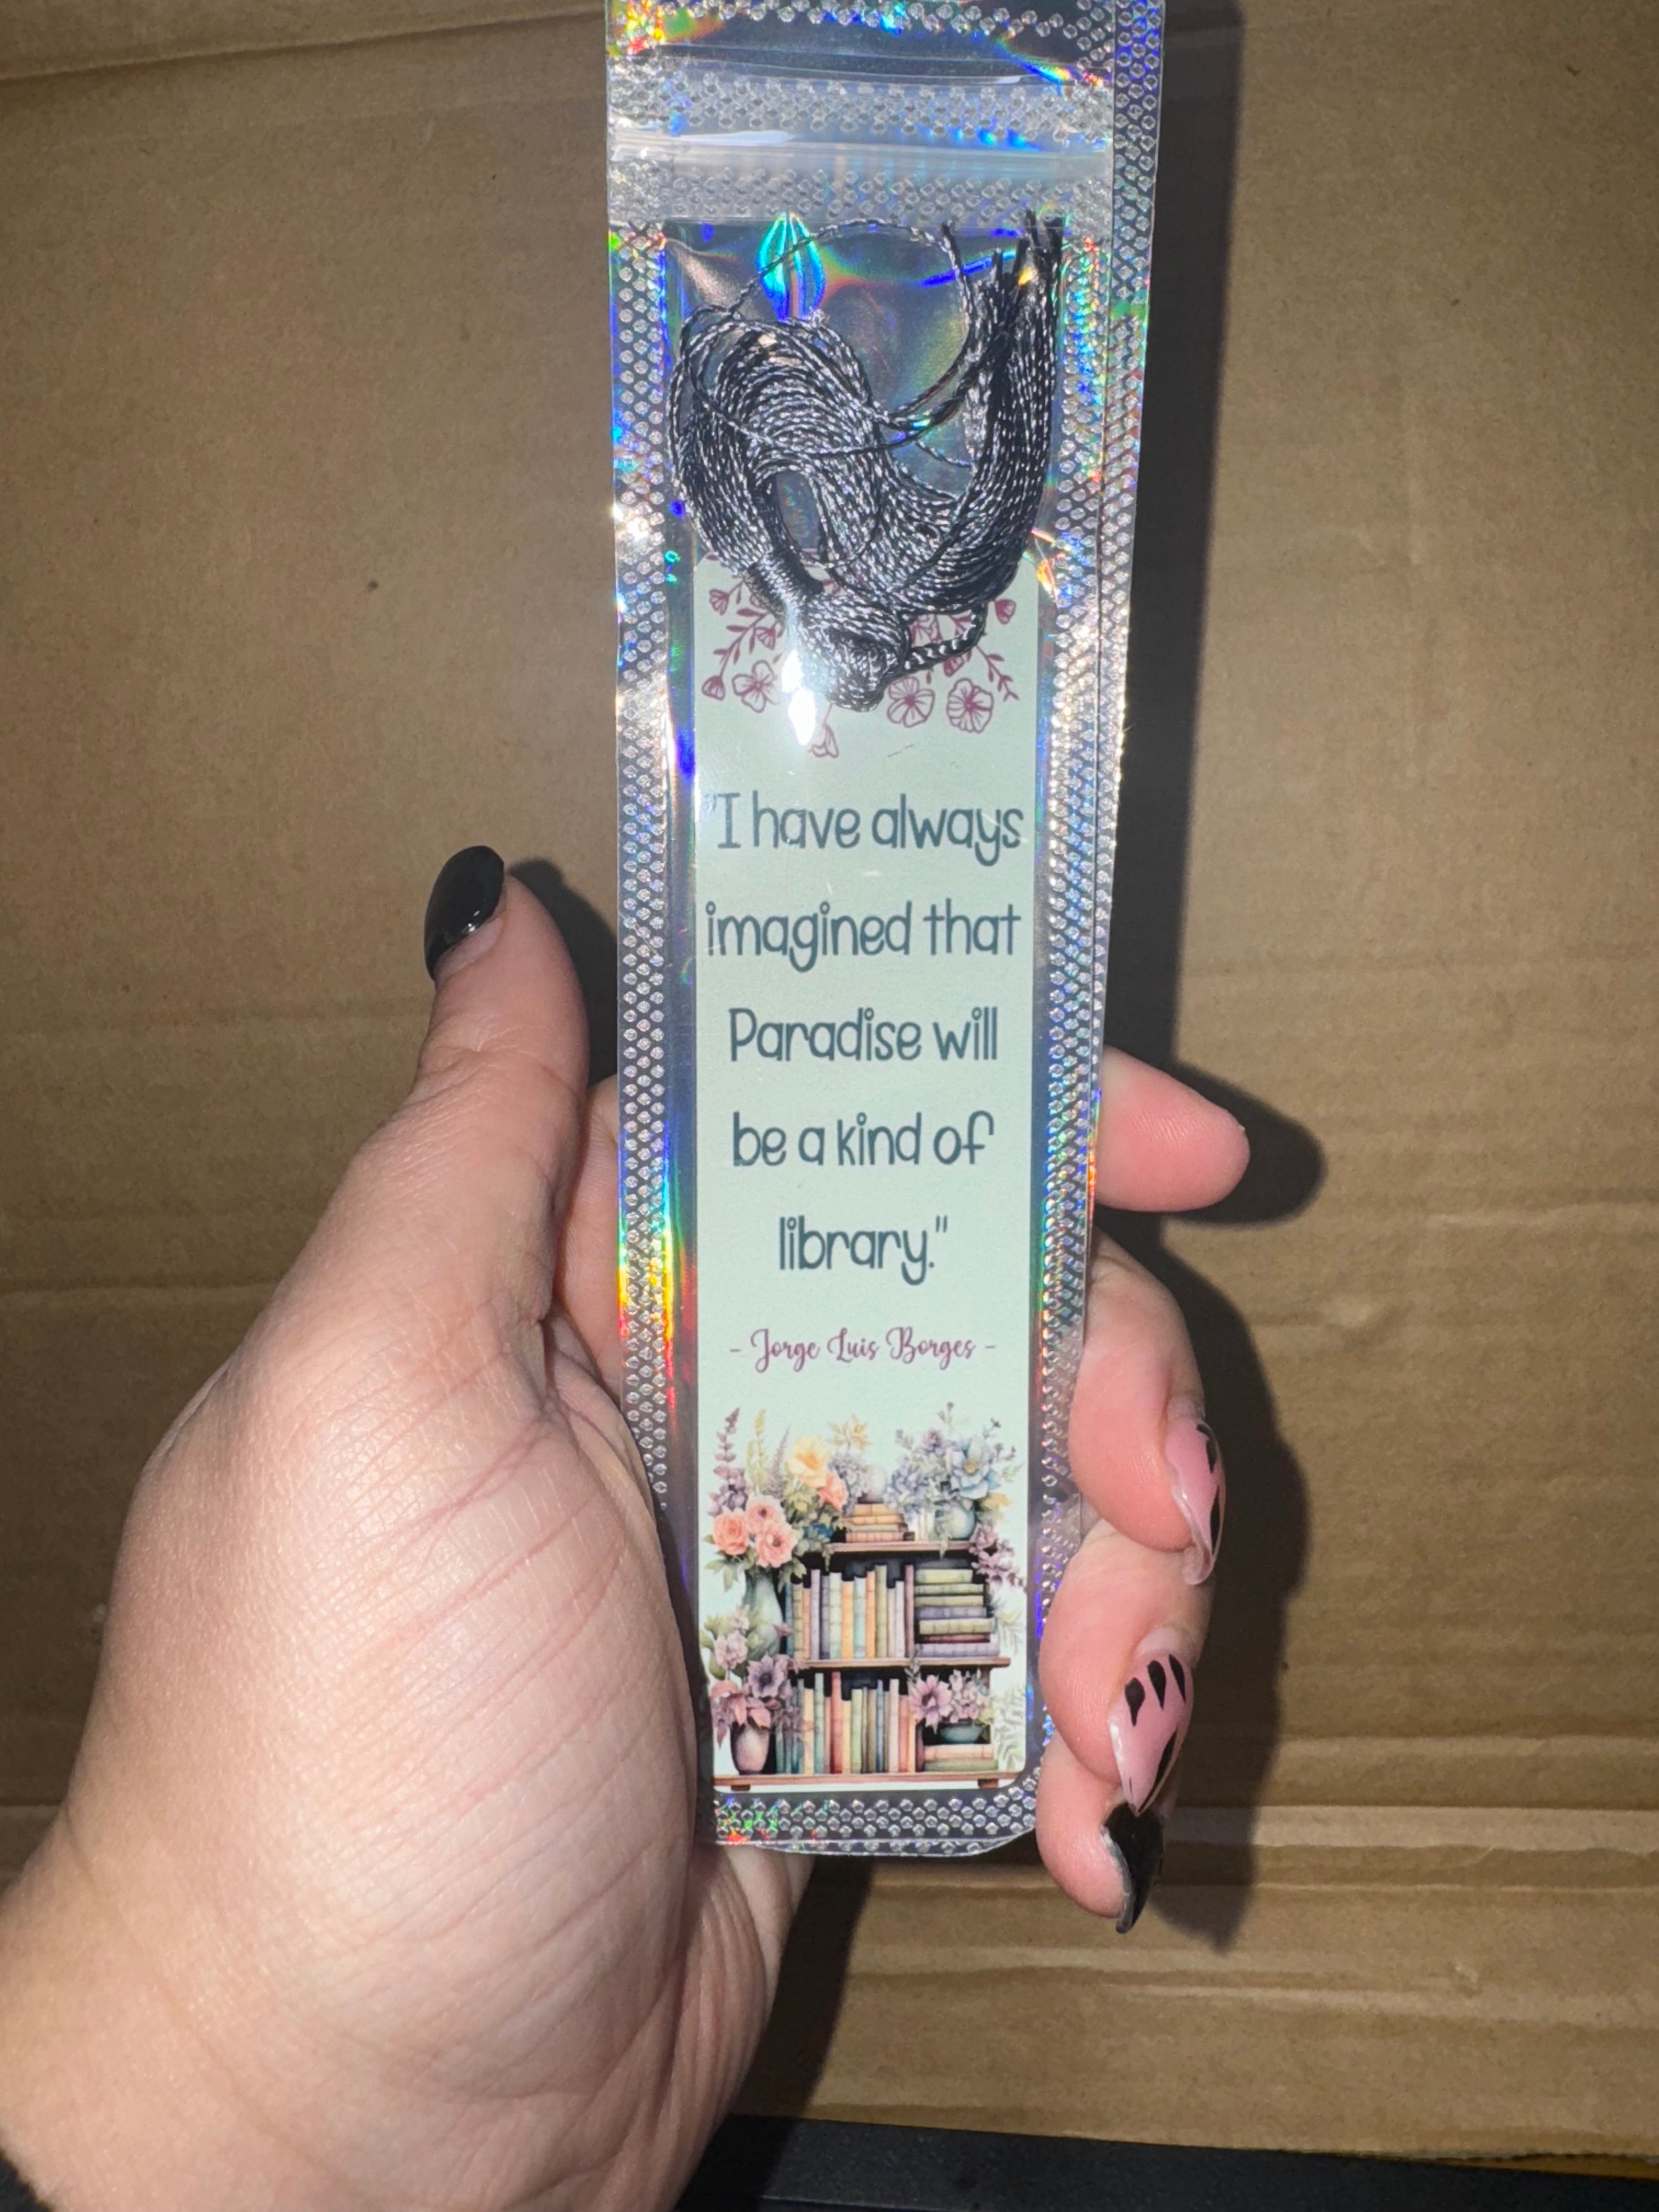 "I have always
imagined that
Paradise will
be a kind of
library."
- Jorge Luis Borges -